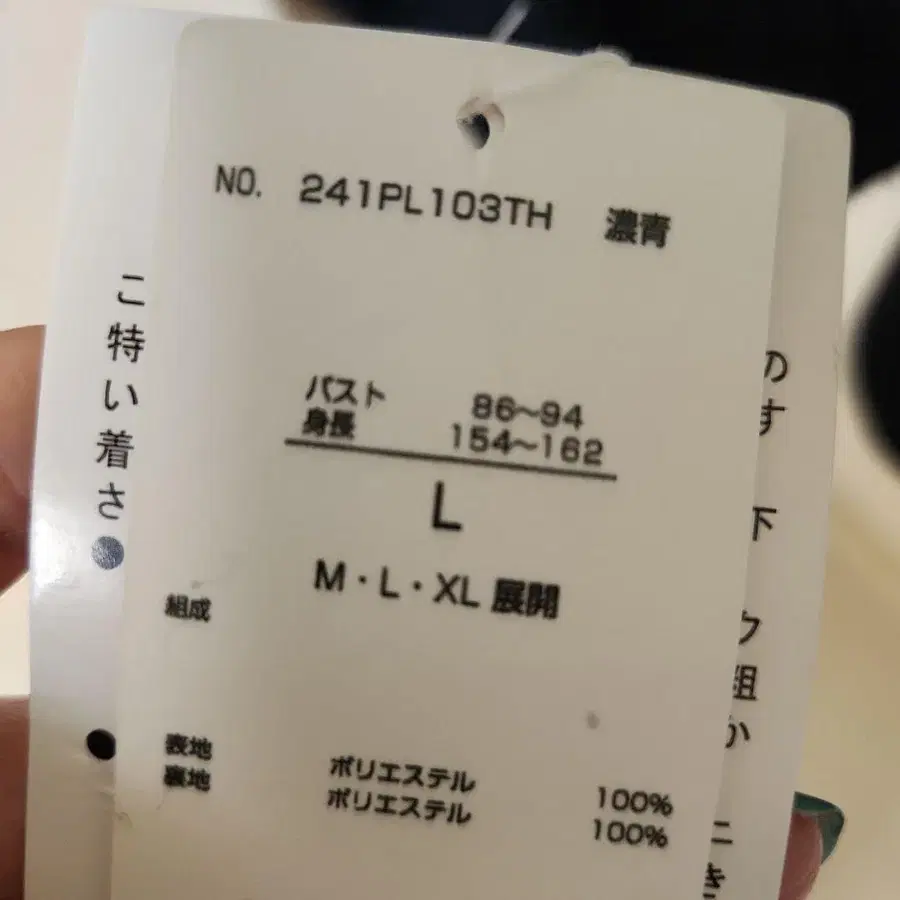 NO. 241PL103TH 濃青
バスト 86～94
身長 154～162
L
M・L・XL 展開
組成
表地 ポリエステル 100%
裏地 ポリエステル 100%
こ
特
い
着
さ
●
の
す
下
ク
組
か
こ
き